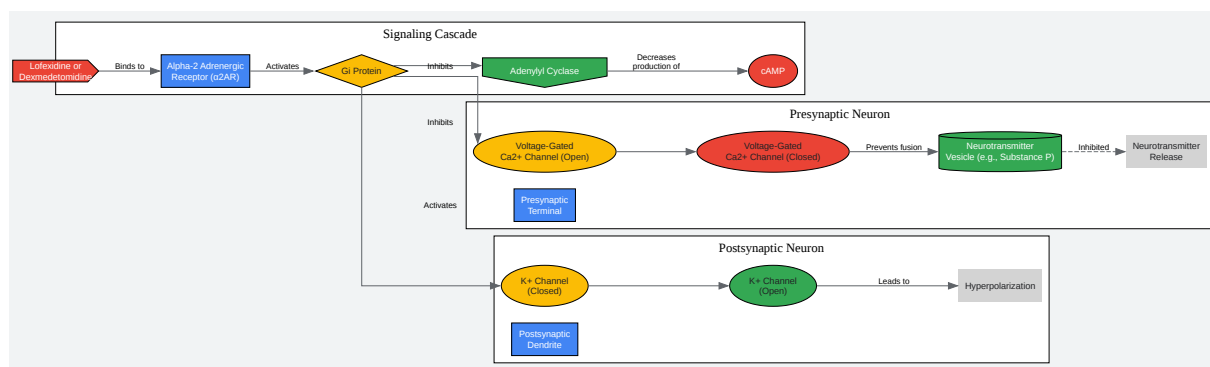 Signaling Cascade
Lofexidine or
Dexmedetomidine
Binds to
Alpha-2 Adrenergic
Receptor (α2AR)
Activates
Gi Protein
Inhibits
Adenylyl Cyclase
Decreases
production of
cAMP
Presynaptic Neuron
Inhibits
Voltage-Gated
Ca2+ Channel (Open)
Voltage-Gated
Ca2+ Channel (Closed)
Prevents fusion
Neurotransmitter
Vesicle (e.g., Substance P)
Inhibited
Neurotransmitter
Release
Presynaptic
Terminal
Activates
Postsynaptic Neuron
K+ Channel
(Closed)
K+ Channel
(Open)
Leads to
Hyperpolarization
Postsynaptic
Dendrite